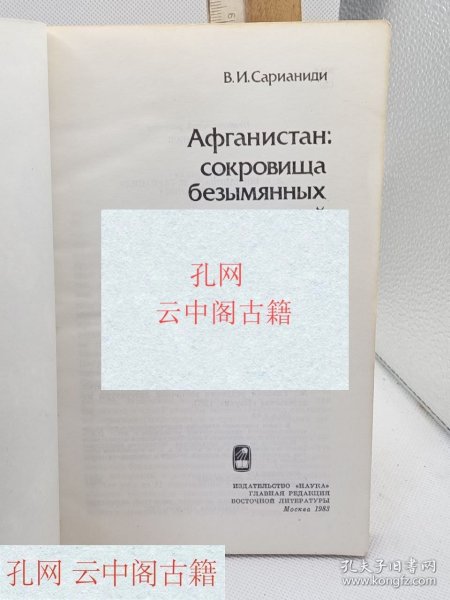 В. И. Сарианиди
Афганистан:
сокровища
безымянных
孔网
云中阁古籍
ИЗДАТЕЛЬСТВО «НАУКА»
ГЛАВНАЯ РЕДАКЦИЯ
ВОСТОЧНОЙ ЛИТЕРАТУРЫ
Москва 1983
孔网 云中阁古籍
孔夫子旧书网
www.kongfz.com